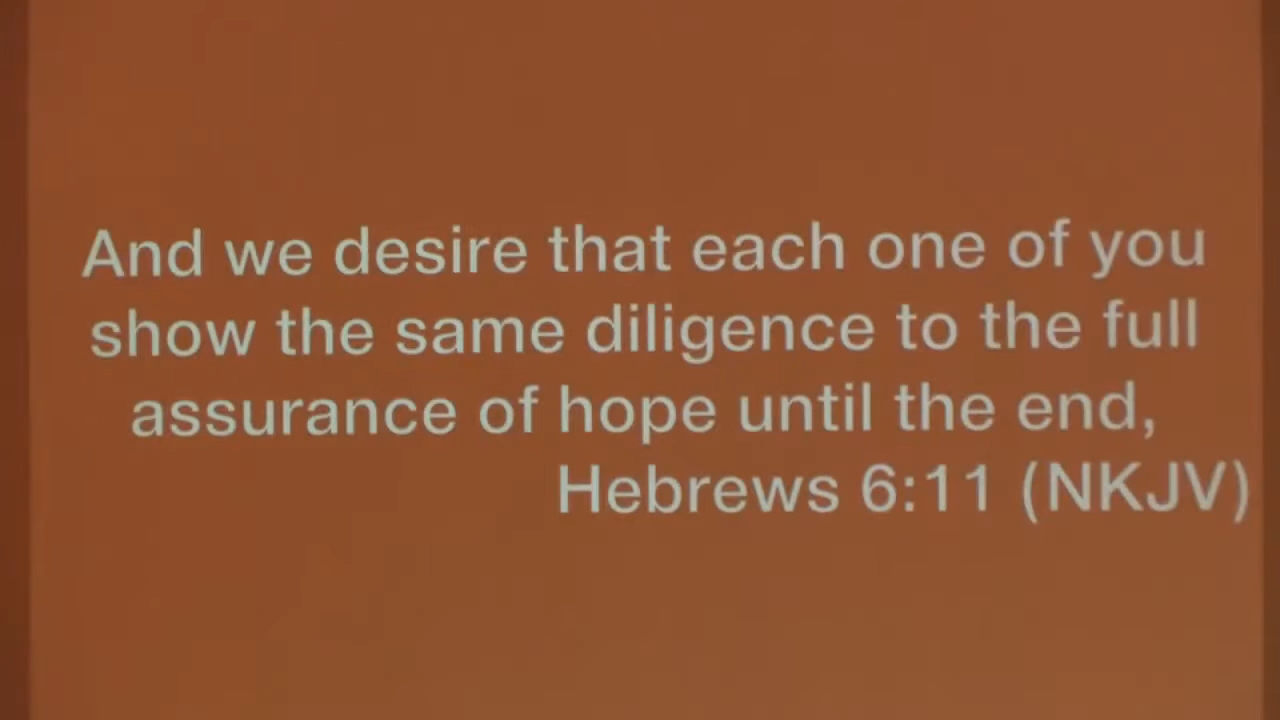 And we desire that each one of you
show the same diligence to the full
assurance of hope until the end,
Hebrews 6:11 (NKJV)